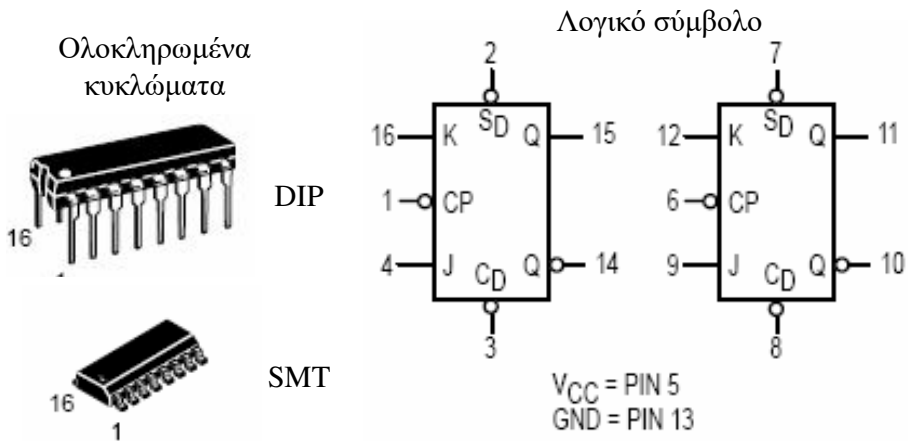 Ολοκληρωμένα
κυκλώματα
16
DIP
16
1
SMT
Λογικό σύμβολο
2
7
16 K SD Q 15
12 K SD Q 11
1 CP
6 CP
4 J CD Q 14
9 J CD Q 10
3
8
VCC = PIN 5
GND = PIN 13